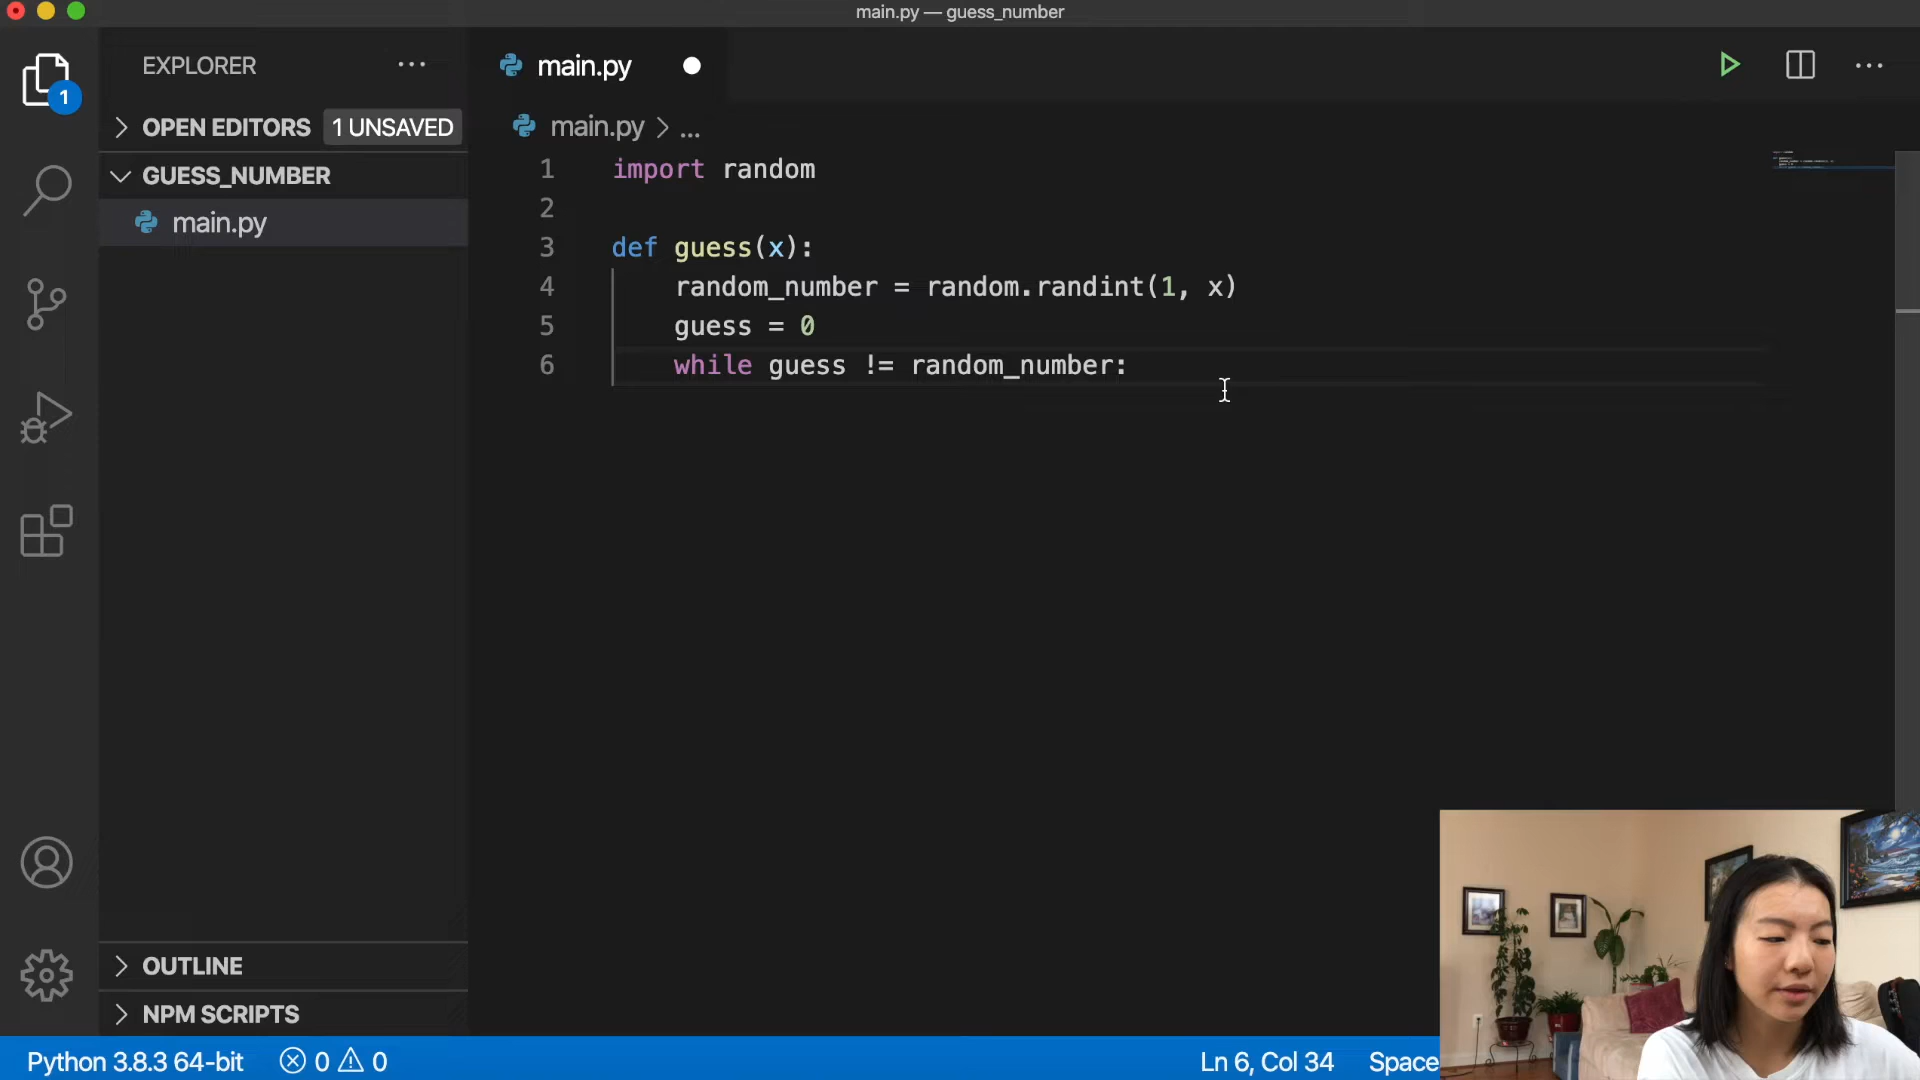 main.py — guess_number
EXPLORER
1
OPEN EDITORS 1 UNSAVED
GUESS_NUMBER
main.py
OUTLINE
NPM SCRIPTS
main.py
main.py > ...
1 import random
2
3 def guess(x):
4 random_number = random.randint(1, x)
5 guess = 0
6 while guess != random_number:
Python 3.8.3 64-bit 0 0 Ln 6, Col 34 Space